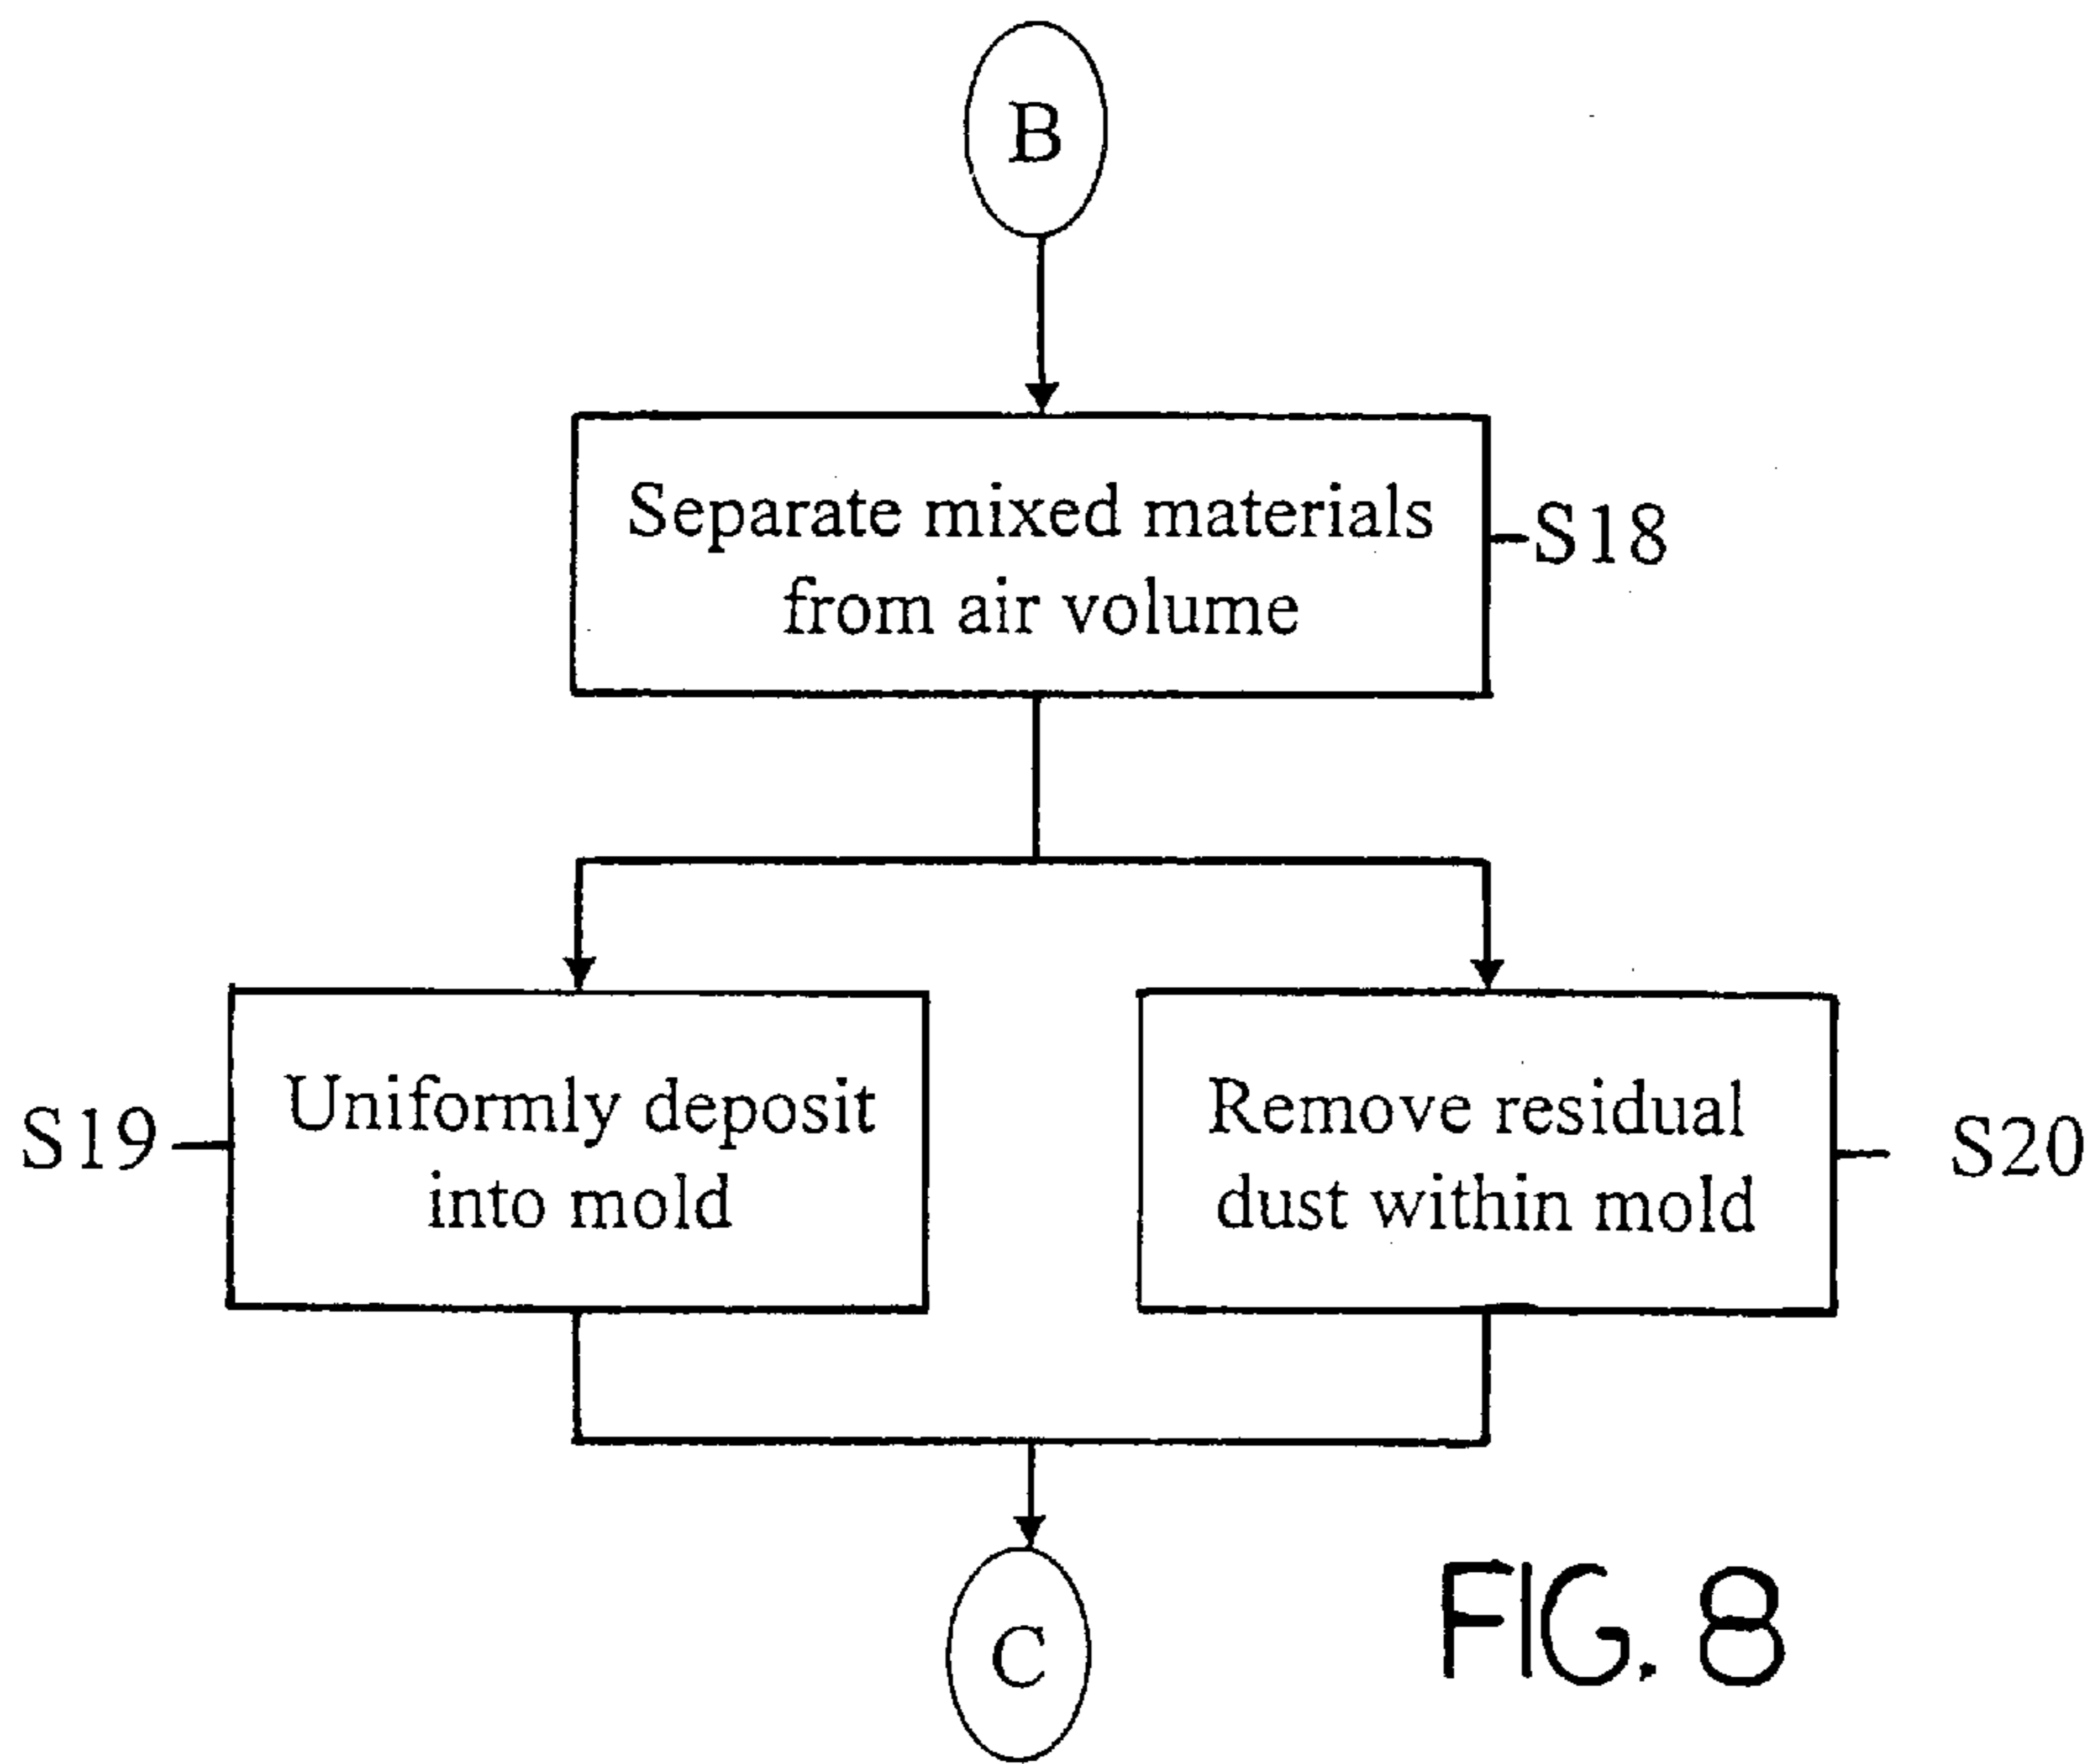 B
Separate mixed materials
from air volume
S18
S19
Uniformly deposit
into mold
Remove residual
dust within mold
S20
C
FIG. 8